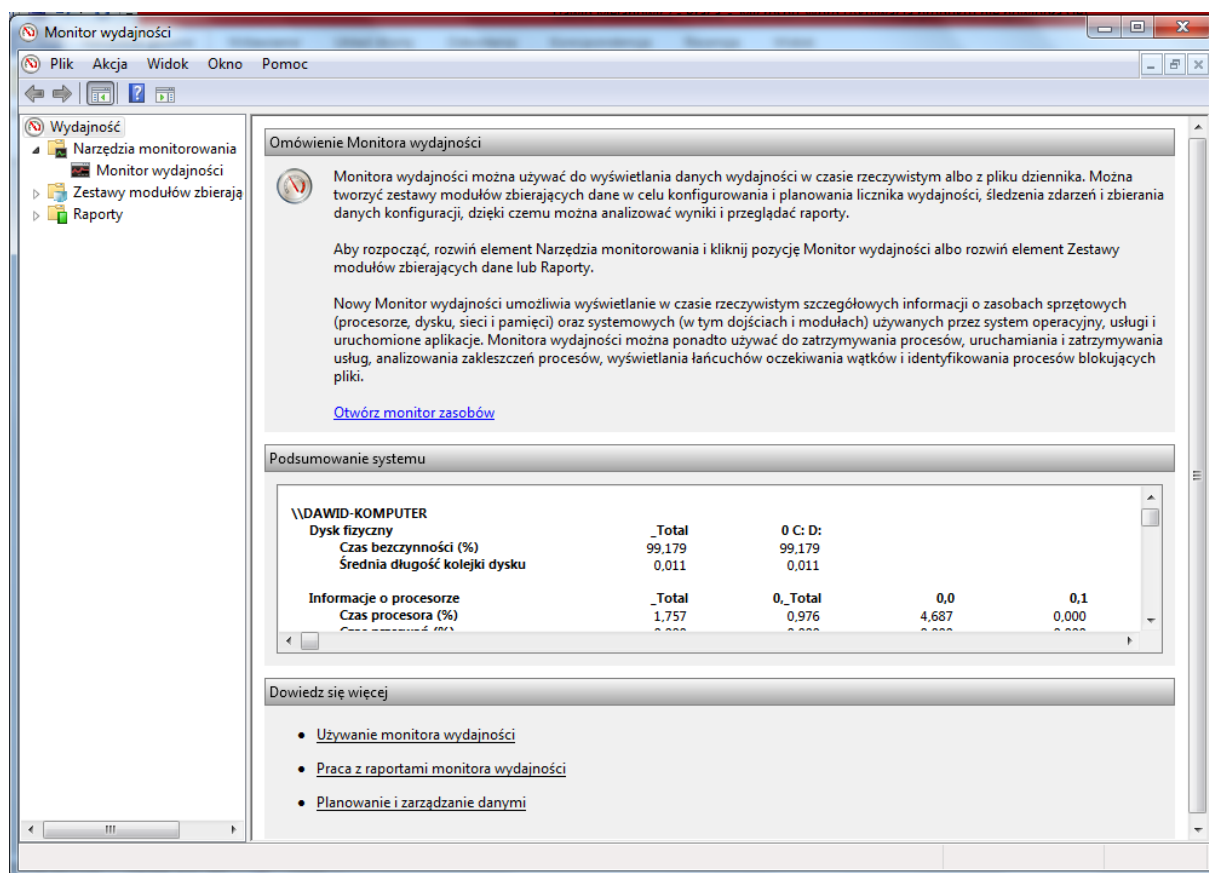 Monitor wydajności
Plik Akcja Widok Okno Pomoc
Wydajność
Narzędzia monitorowania
Monitor wydajności
Zestawy modułów zbierają
Raporty
Omówienie Monitora wydajności
Monitora wydajności można używać do wyświetlania danych wydajności w czasie rzeczywistym albo z pliku dziennika. Można
tworzyć zestawy modułów zbierających dane w celu konfigurowania i planowania licznika wydajności, śledzenia zdarzeń i zbierania
danych konfiguracji, dzięki czemu można analizować wyniki i przeglądać raporty.
Aby rozpocząć, rozwiń element Narzędzia monitorowania i kliknij pozycję Monitor wydajności albo rozwiń element Zestawy
modułów zbierających dane lub Raporty.
Nowy Monitor wydajności umożliwia wyświetlanie w czasie rzeczywistym szczegółowych informacji o zasobach sprzętowych
(procesorze, dysku, sieci i pamięci) oraz systemowych (w tym dojściach i modułach) używanych przez system operacyjny, usługi i
uruchomione aplikacje. Monitora wydajności można ponadto używać do zatrzymywania procesów, uruchamiania i zatrzymywania
usług, analizowania zakleszczeń procesów, wyświetlania łańcuchów oczekiwania wątków i identyfikowania procesów blokujących
pliki.
Otwórz monitor zasobów
Podsumowanie systemu
\\DAWID-KOMPUTER
Dysk fizyczny _Total 0 C: D:
Czas bezczynności (%) 99,179 99,179
Średnia długość kolejki dysku 0,011 0,011
Informacje o procesorze _Total 0,_Total 0,0 0,1
Czas procesora (%) 1,757 0,976 4,687 0,000
Dowiedz się więcej
Używanie monitora wydajności
Praca z raportami monitora wydajności
Planowanie i zarządzanie danymi